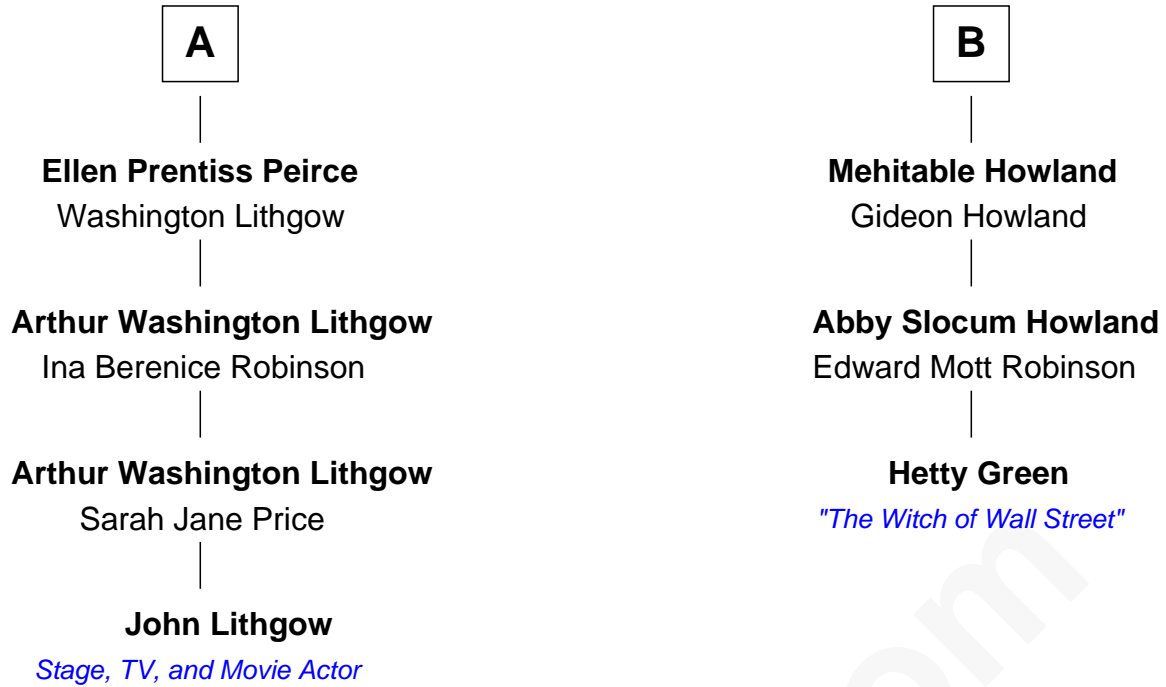 A
Ellen Prentiss Peirce
Washington Lithgow
Arthur Washington Lithgow
Ina Berenice Robinson
Arthur Washington Lithgow
Sarah Jane Price
John Lithgow
Stage, TV, and Movie Actor
B
Mehitable Howland
Gideon Howland
Abby Slocum Howland
Edward Mott Robinson
Hetty Green
"The Witch of Wall Street"
om